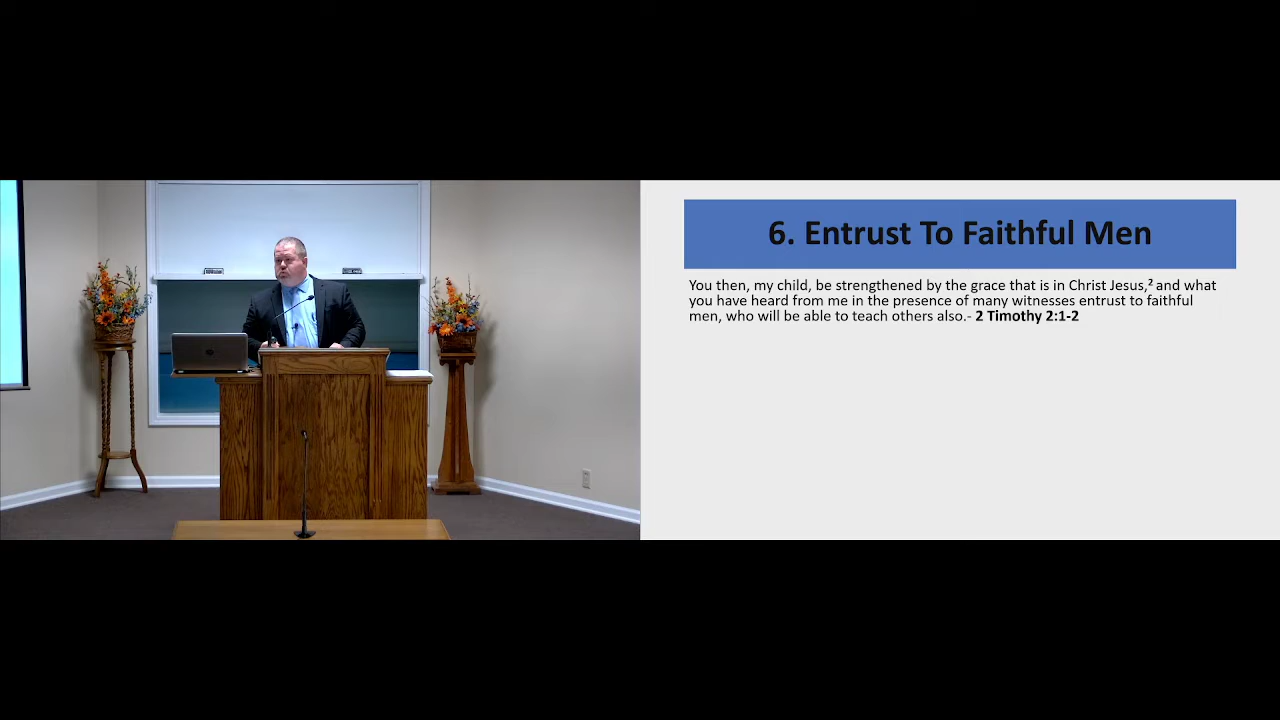 6. Entrust To Faithful Men
You then, my child, be strengthened by the grace that is in Christ Jesus,² and what
you have heard from me in the presence of many witnesses entrust to faithful
men, who will be able to teach others also.- 2 Timothy 2:1-2